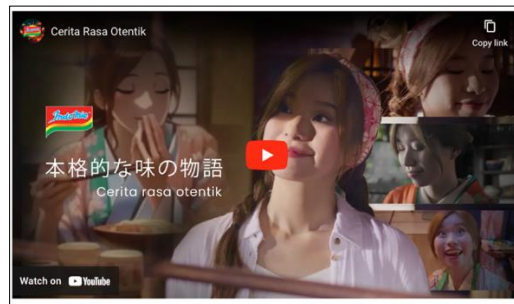 Cerita Rasa Otentik
Copy link
Indomie
本格的な味の物語
Cerita rasa otentik
Watch on YouTube